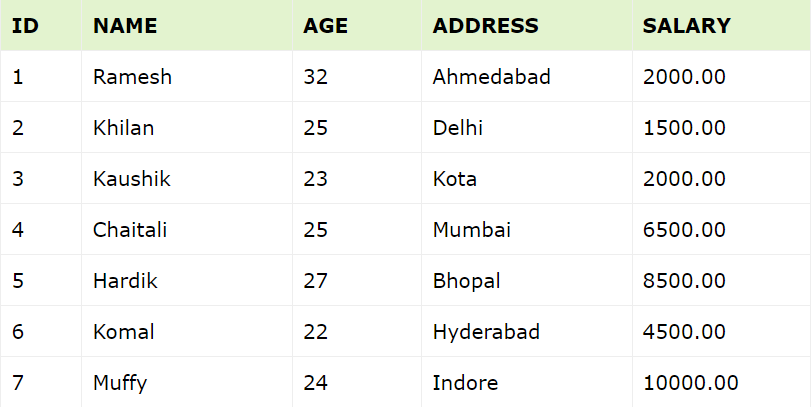 ID NAME AGE ADDRESS SALARY
1 Ramesh 32 Ahmedabad 2000.00
2 Khilan 25 Delhi 1500.00
3 Kaushik 23 Kota 2000.00
4 Chaitali 25 Mumbai 6500.00
5 Hardik 27 Bhopal 8500.00
6 Komal 22 Hyderabad 4500.00
7 Muffy 24 Indore 10000.00